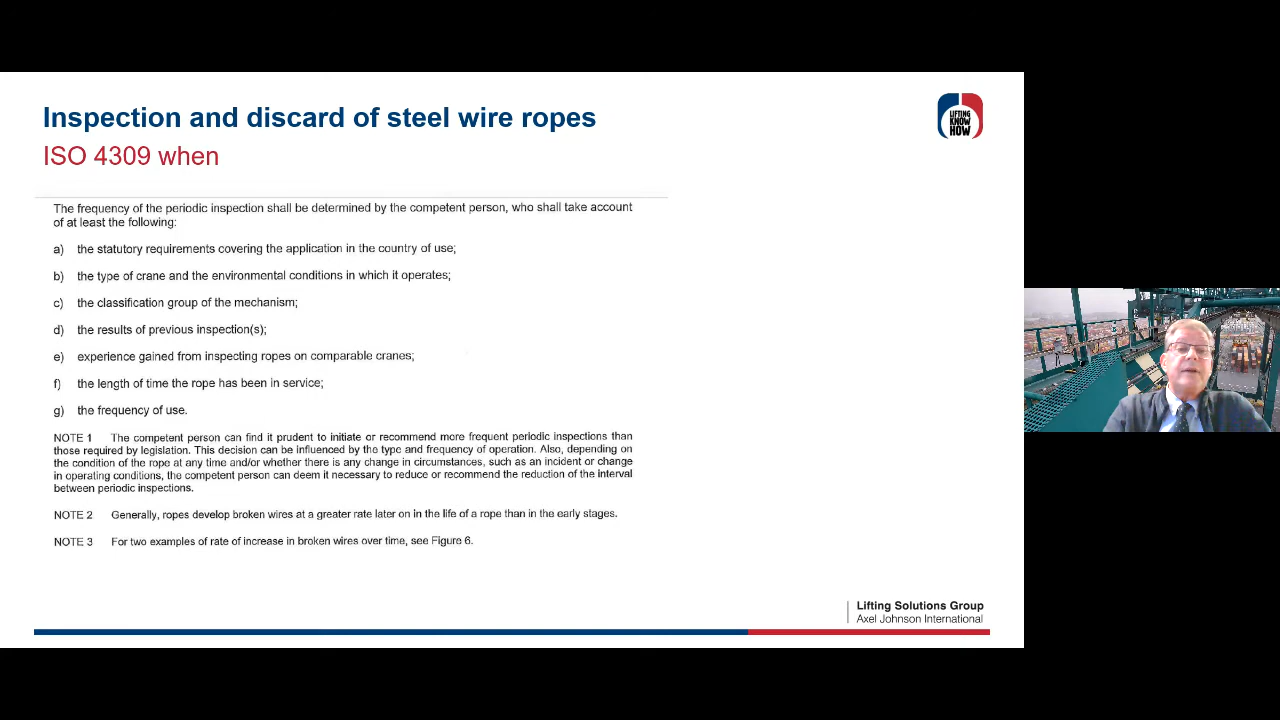 Inspection and discard of steel wire ropes
ISO 4309 when
LIFTING
KNOW
HOW
The frequency of the periodic inspection shall be determined by the competent person, who shall take account
of at least the following:
a) the statutory requirements covering the application in the country of use;
b) the type of crane and the environmental conditions in which it operates;
c) the classification group of the mechanism;
d) the results of previous inspection(s);
e) experience gained from inspecting ropes on comparable cranes;
f) the length of time the rope has been in service;
g) the frequency of use.
NOTE 1 The competent person can find it prudent to initiate or recommend more frequent periodic inspections than
those required by legislation. This decision can be influenced by the type and frequency of operation. Also, depending on
the condition of the rope at any time and/or whether there is any change in circumstances, such as an incident or change
in operating conditions, the competent person can deem it necessary to reduce or recommend the reduction of the interval
between periodic inspections.
NOTE 2 Generally, ropes develop broken wires at a greater rate later on in the life of a rope than in the early stages.
NOTE 3 For two examples of rate of increase in broken wires over time, see Figure 6.
Lifting Solutions Group
Axel Johnson International